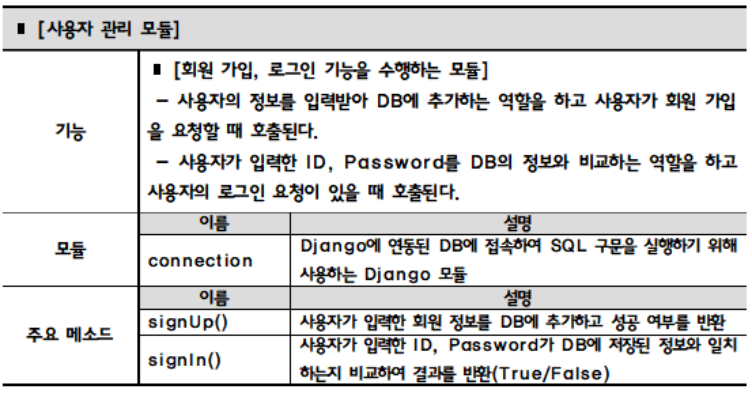 ■ [사용자 관리 모듈]
기능
■ [회원 가입, 로그인 기능을 수행하는 모듈]
- 사용자의 정보를 입력받아 DB에 추가하는 역할을 하고 사용자가 회원 가입
을 요청할 때 호출된다.
- 사용자가 입력한 ID, Password를 DB의 정보와 비교하는 역할을 하고
사용자의 로그인 요청이 있을 때 호출된다.
모듈
이름 설명
connection
Django에 연동된 DB에 접속하여 SQL 구문을 실행하기 위해
사용하는 Django 모듈
주요 메소드
이름 설명
signUp() 사용자가 입력한 회원 정보를 DB에 추가하고 성공 여부를 반환
signIn()
사용자가 입력한 ID, Password가 DB에 저장된 정보와 일치
하는지 비교하여 결과를 반환(True/False)